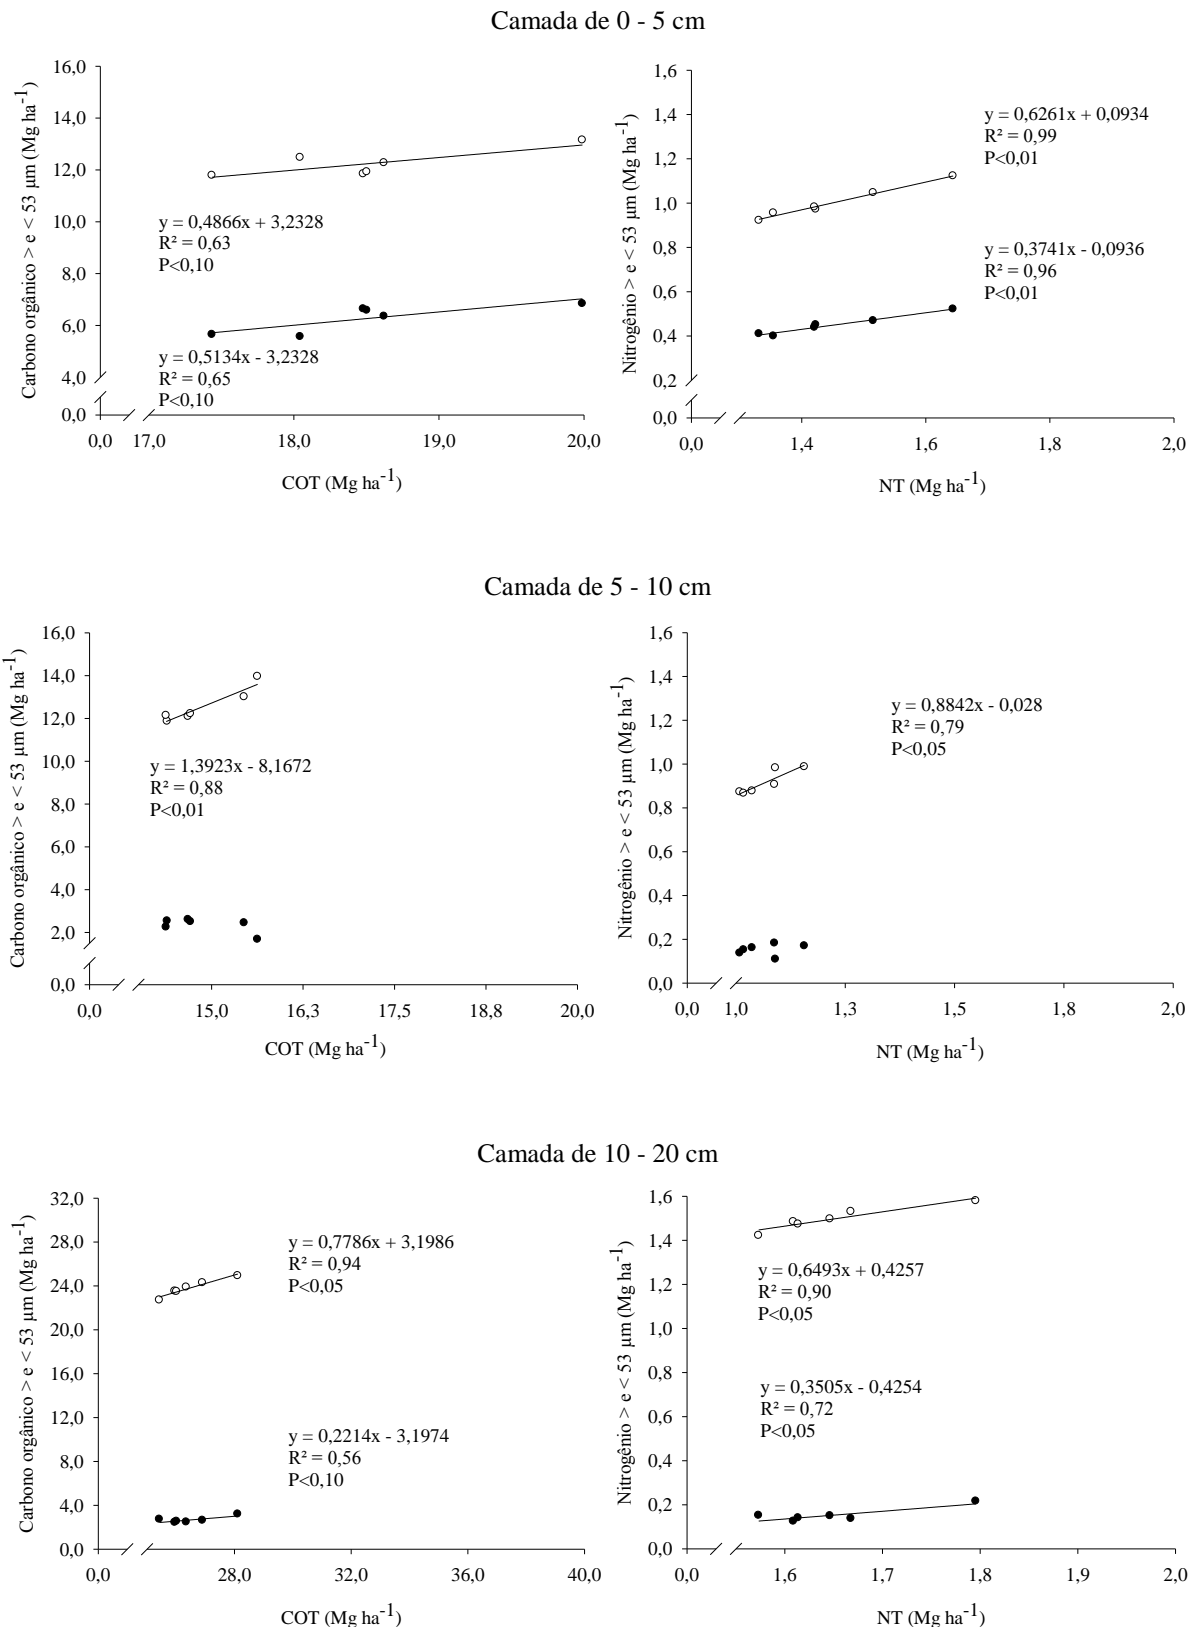 Camada de 0 - 5 cm
Carbono orgânico > e < 53 µm (Mg ha-1)
16,0
14,0
12,0
10,0
8,0
6,0
4,0
0,0
y = 0,4866x + 3,2328
R² = 0,63
P<0,10
y = 0,5134x - 3,2328
R² = 0,65
P<0,10
0,0 17,0 18,0 19,0 20,0
COT (Mg ha-1)
Nitrogênio > e < 53 µm (Mg ha-1)
1,6
1,4
1,2
1,0
0,8
0,6
0,4
0,2
0,0
y = 0,6261x + 0,0934
R² = 0,99
P<0,01
y = 0,3741x - 0,0936
R² = 0,96
P<0,01
0,0 1,4 1,6 1,8 2,0
NT (Mg ha-1)
Camada de 5 - 10 cm
Carbono orgânico > e < 53 µm (Mg ha-1)
16,0
14,0
12,0
10,0
8,0
6,0
4,0
2,0
0,0
y = 1,3923x - 8,1672
R² = 0,88
P<0,01
0,0 15,0 16,3 17,5 18,8 20,0
COT (Mg ha-1)
Nitrogênio > e < 53 µm (Mg ha-1)
1,6
1,4
1,2
1,0
0,8
0,6
0,4
0,2
0,0
y = 0,8842x - 0,028
R² = 0,79
P<0,05
0,0 1,0 1,3 1,5 1,8 2,0
NT (Mg ha-1)
Camada de 10 - 20 cm
Carbono orgânico > e < 53 µm (Mg ha-1)
32,0
28,0
24,0
20,0
16,0
12,0
8,0
4,0
0,0
y = 0,7786x + 3,1986
R² = 0,94
P<0,05
y = 0,2214x - 3,1974
R² = 0,56
P<0,10
0,0 28,0 32,0 36,0 40,0
COT (Mg ha-1)
Nitrogênio > e < 53 µm (Mg ha-1)
1,6
1,4
1,2
1,0
0,8
0,6
0,4
0,2
0,0
y = 0,6493x + 0,4257
R² = 0,90
P<0,05
y = 0,3505x - 0,4254
R² = 0,72
P<0,05
0,0 1,6 1,7 1,8 1,9 2,0
NT (Mg ha-1)